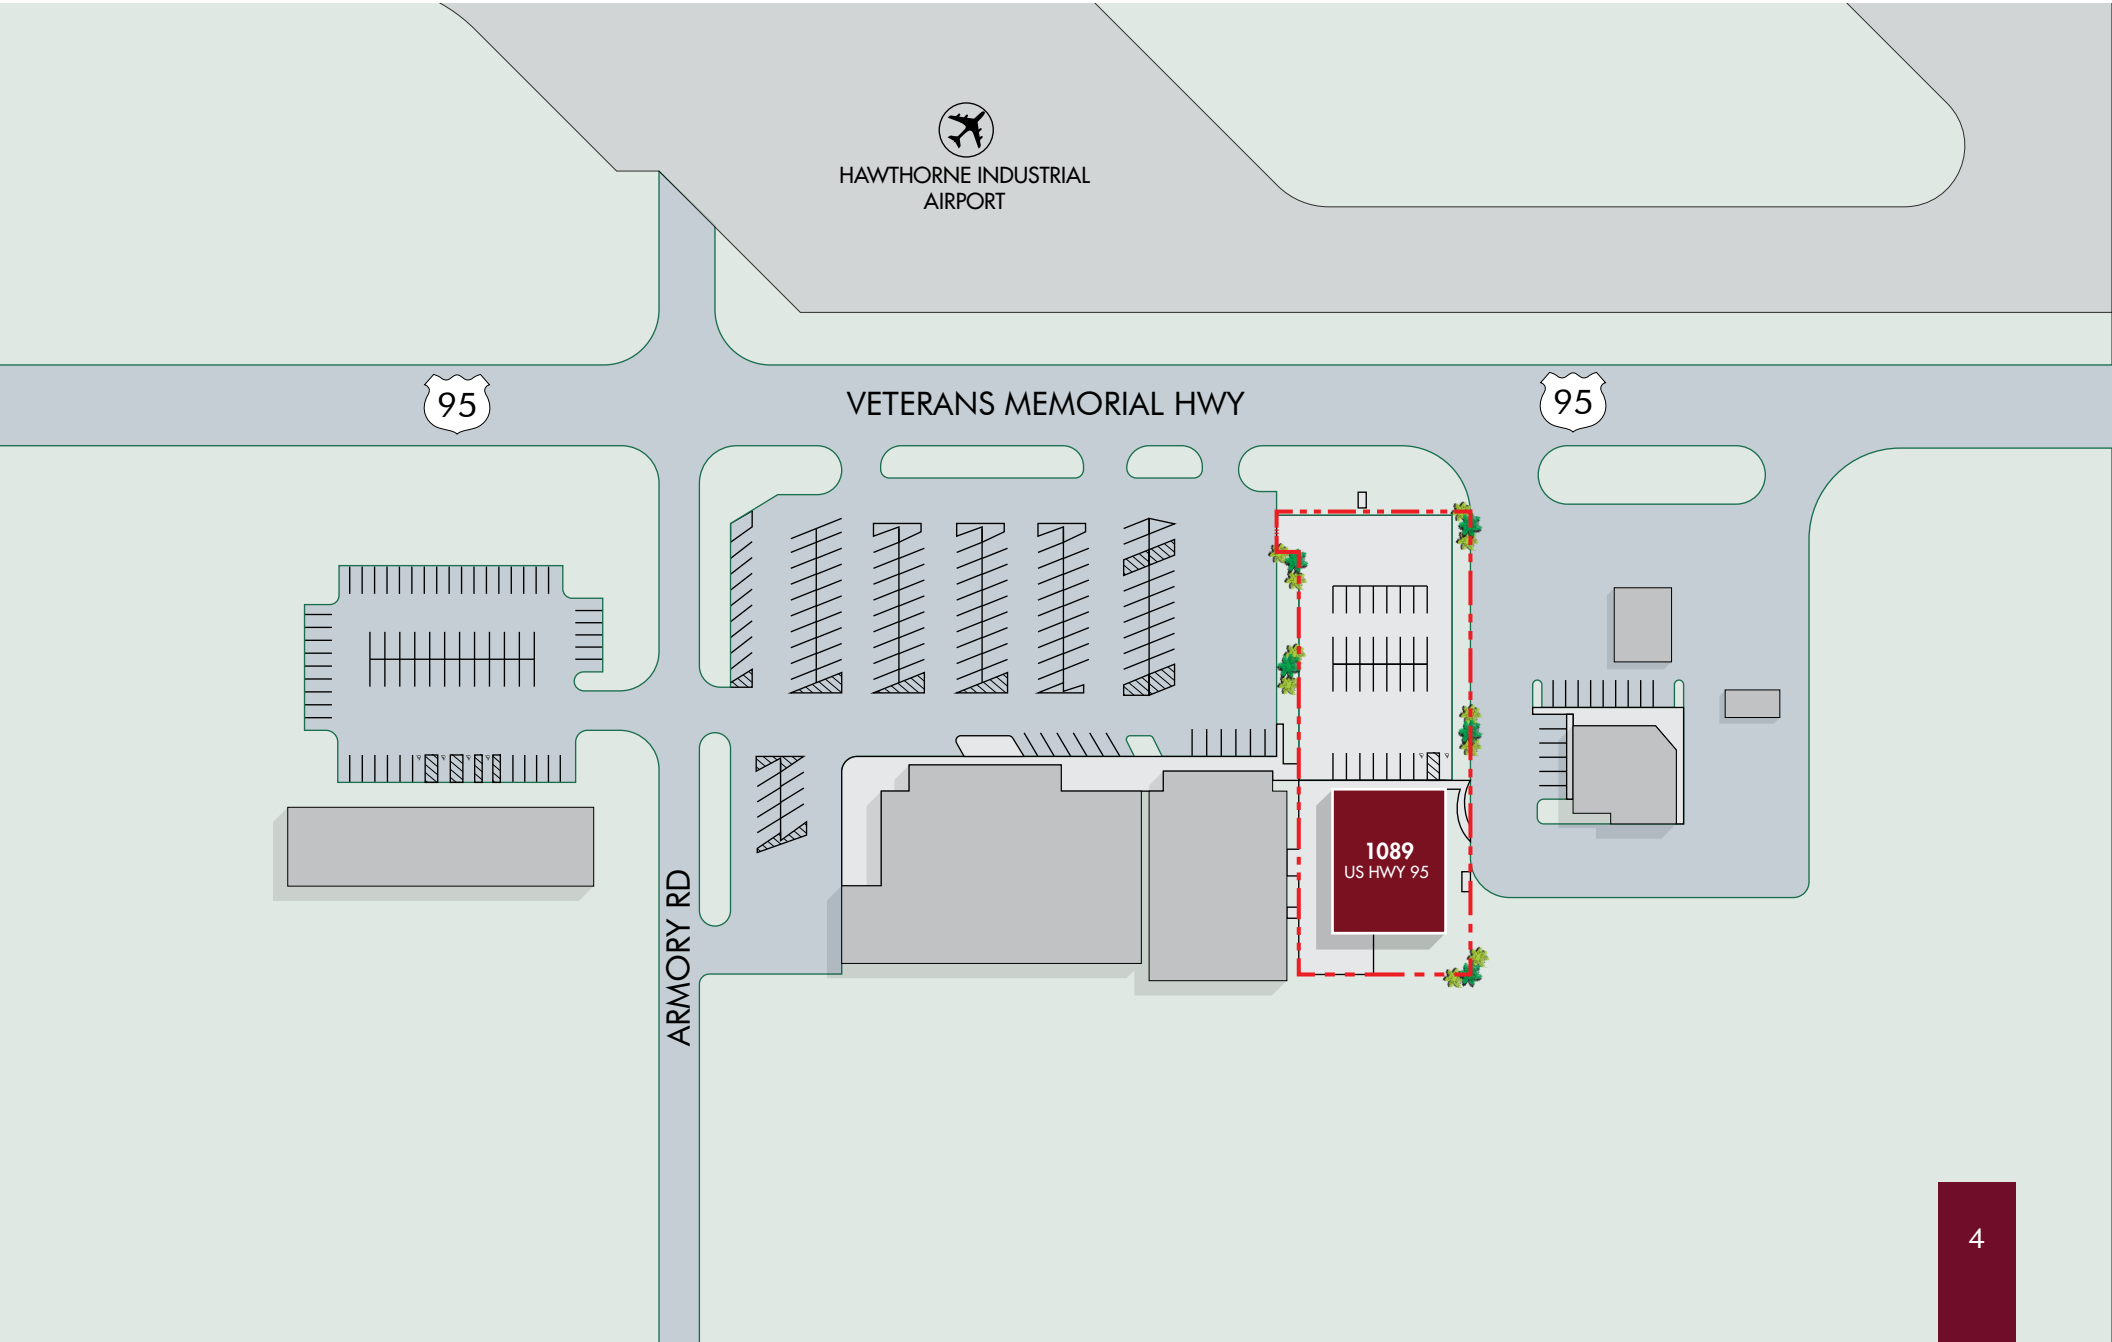 HAWTHORNE INDUSTRIAL
AIRPORT
95
VETERANS MEMORIAL HWY
95
1089
US HWY 95
ARMORY RD
4